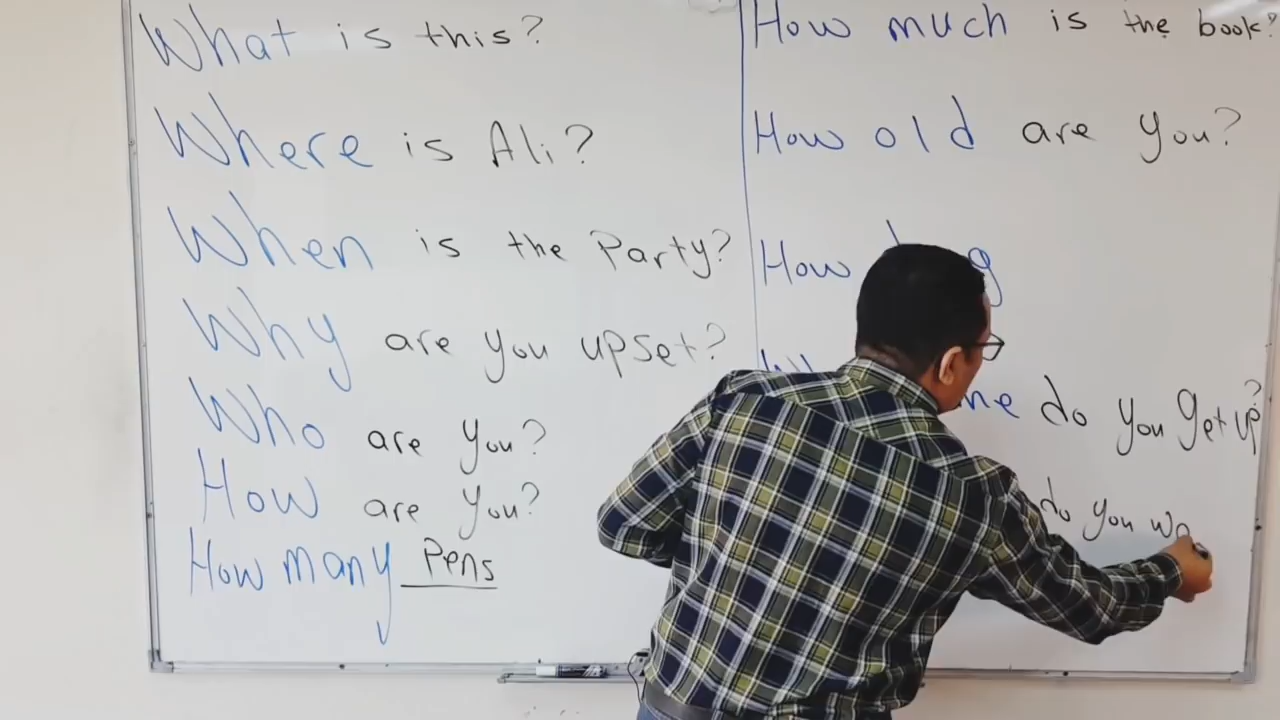 What is this?
Where is Ali?
When is the Party?
Why are you upset?
Who are you?
How are you?
How many Pens
How much is the book?
How old are you?
How
do you get up?
do you